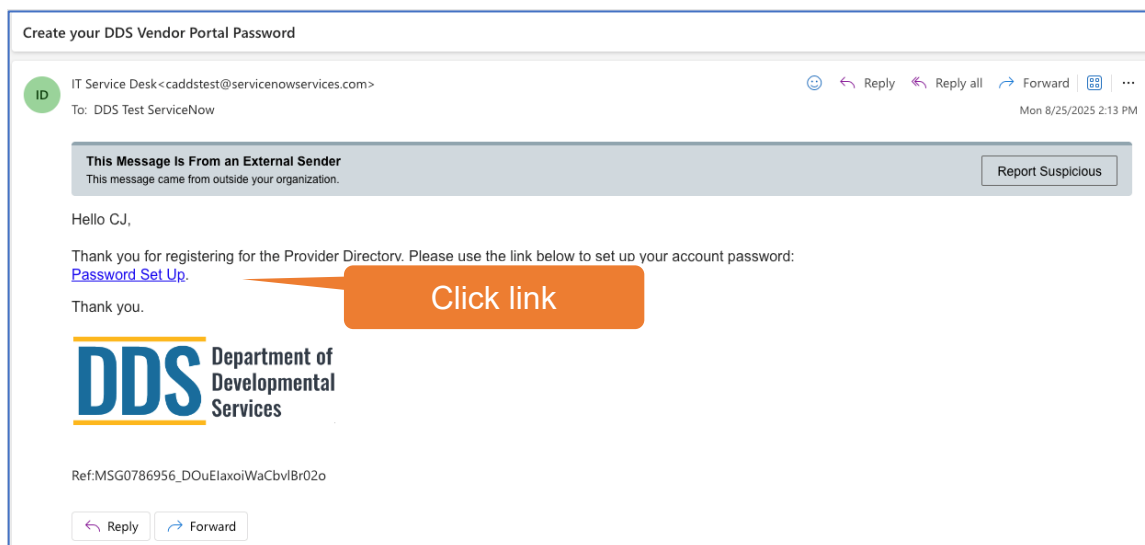 Create your DDS Vendor Portal Password
ID
IT Service Desk<caddstest@servicenowservices.com>
Reply
Reply all
Forward
To: DDS Test ServiceNow
Mon 8/25/2025 2:13 PM
This Message Is From an External Sender
This message came from outside your organization.
Report Suspicious
Hello CJ,
Thank you for registering for the Provider Directory. Please use the link below to set up your account password:
Password Set Up.
Click link
Thank you.
DDS
Department of
Developmental
Services
Ref:MSG0786956_DOuElaxoiWaCbvlBr02o
Reply
Forward